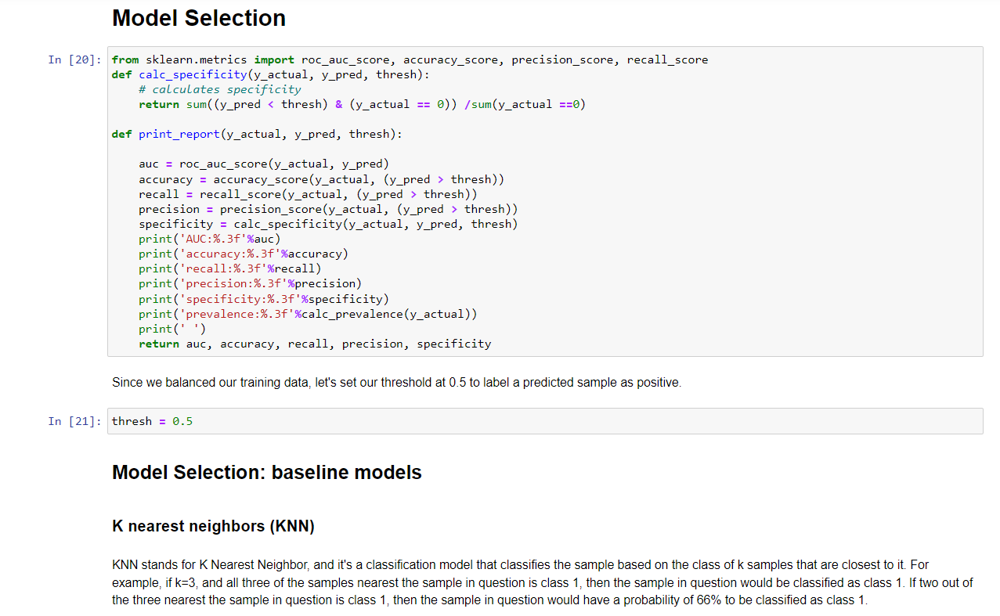 Model Selection
In [20]: from sklearn.metrics import roc_auc_score, accuracy_score, precision_score, recall_score
def calc_specificity(y_actual, y_pred, thresh):
    # calculates specificity
    return sum((y_pred < thresh) & (y_actual == 0)) /sum(y_actual ==0)
def print_report(y_actual, y_pred, thresh):
    auc = roc_auc_score(y_actual, y_pred)
    accuracy = accuracy_score(y_actual, (y_pred > thresh))
    recall = recall_score(y_actual, (y_pred > thresh))
    precision = precision_score(y_actual, (y_pred > thresh))
    specificity = calc_specificity(y_actual, y_pred, thresh)
    print('AUC:%.3f'%auc)
    print('accuracy:%.3f'%accuracy)
    print('recall:%.3f'%recall)
    print('precision:%.3f'%precision)
    print('specificity:%.3f'%specificity)
    print('prevalence:%.3f'%calc_prevalence(y_actual))
    print(' ')
    return auc, accuracy, recall, precision, specificity
Since we balanced our training data, let's set our threshold at 0.5 to label a predicted sample as positive.
In [21]: thresh = 0.5
Model Selection: baseline models
K nearest neighbors (KNN)
KNN stands for K Nearest Neighbor, and it's a classification model that classifies the sample based on the class of k samples that are closest to it. For
example, if k=3, and all three of the samples nearest the sample in question is class 1, then the sample in question would be classified as class 1. If two out of
the three nearest the sample in question is class 1, then the sample in question would have a probability of 66% to be classified as class 1.